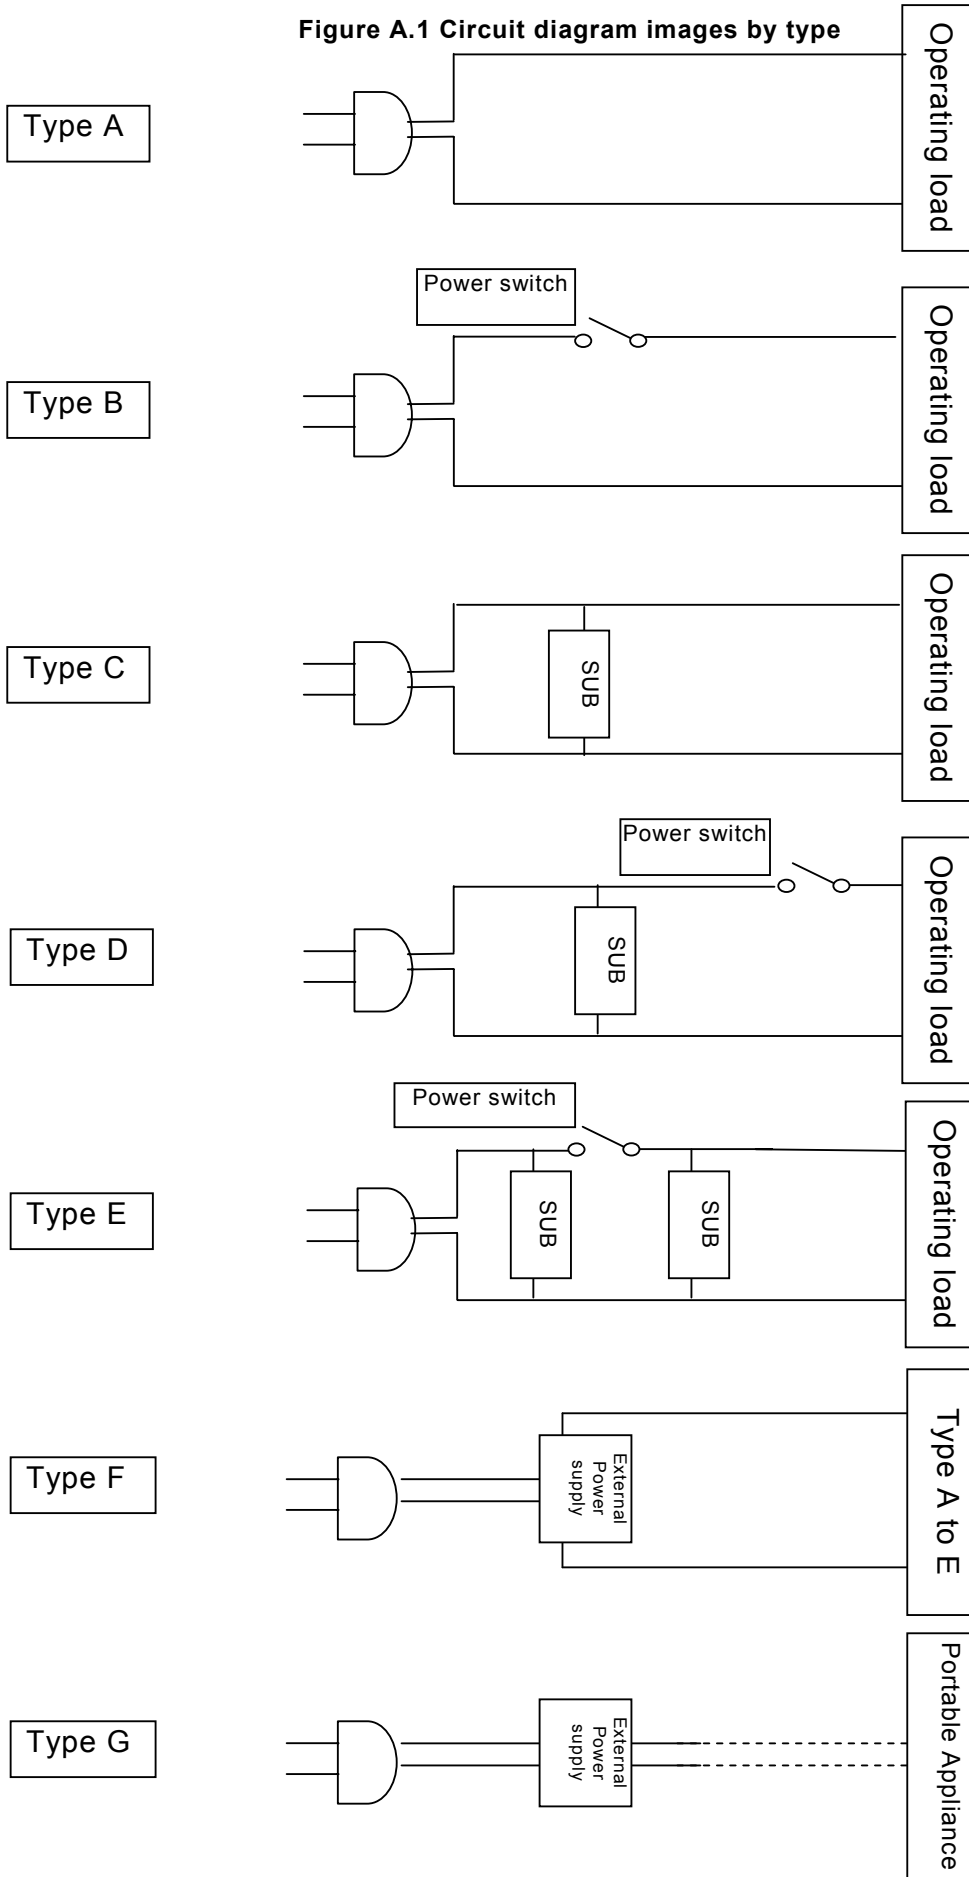 Figure A.1 Circuit diagram images by type
Type A
Operating load
Power switch
Type B
Operating load
Type C
SUB
Operating load
Power switch
Type D
SUB
Operating load
Power switch
Type E
SUB
SUB
Operating load
Type F
External
Power
supply
Type A to E
Type G
External
Power
supply
Portable Appliance